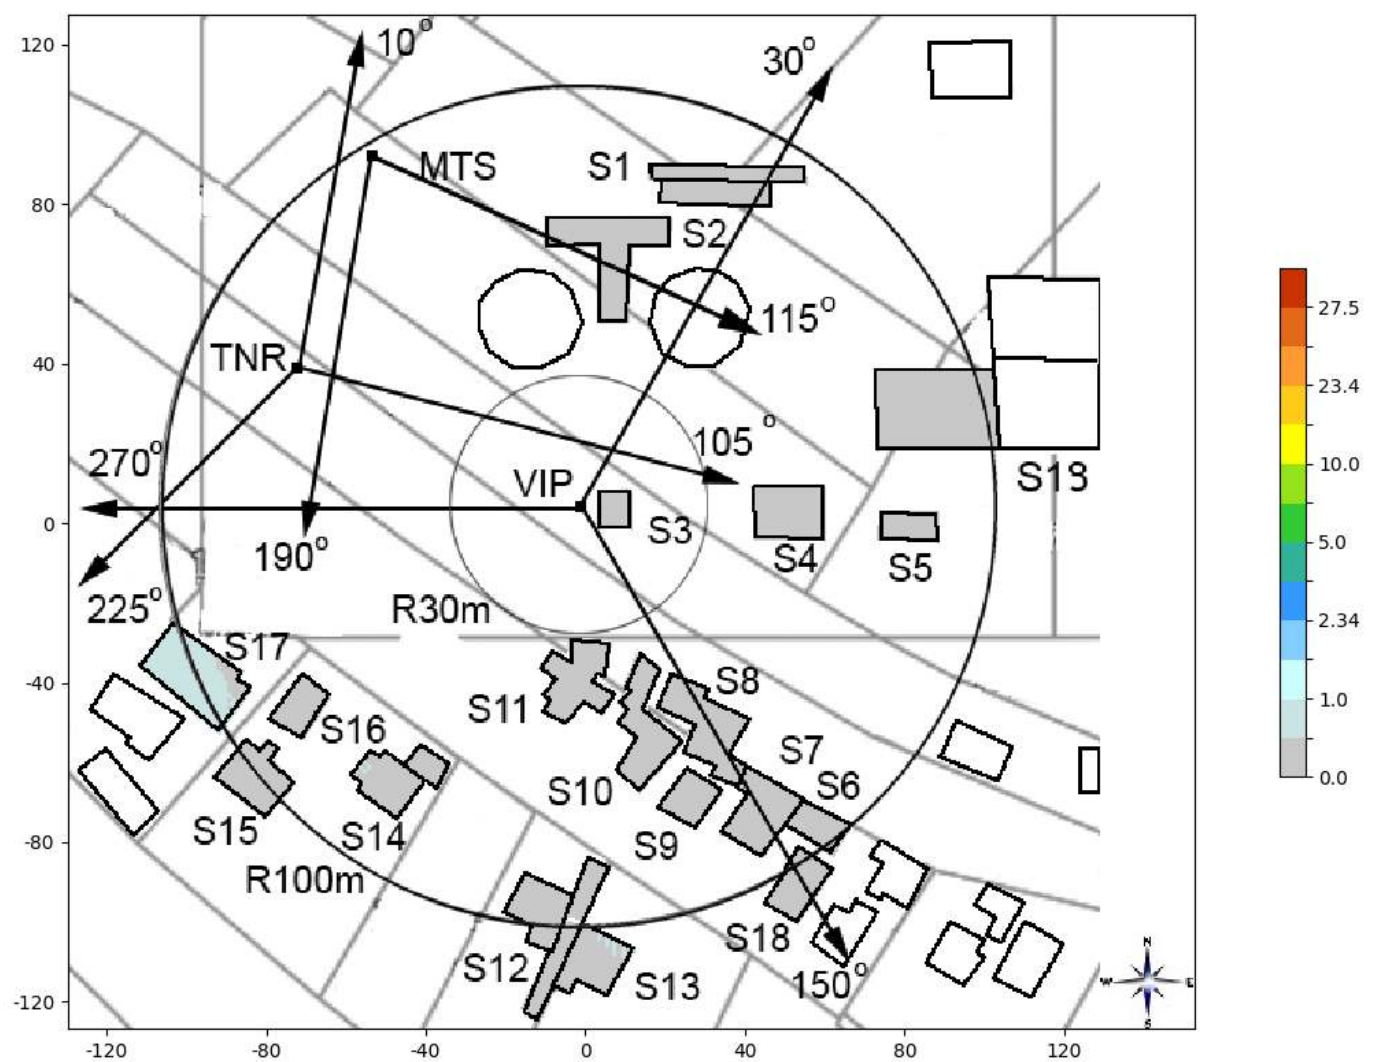 120
80
40
0
-40
-80
-120
-120
-80
-40
0
40
80
120
10°
30°
MTS
S1
S2
115°
TNR
105 °
270°
VIP
S3
S4
S5
S13
190°
225°
R30m
S17
S11
S8
S16
S7
S6
S10
S15
S14
S9
R100m
S18
S12
S13
150°
N
W
E
S
27.5
23.4
10.0
5.0
2.34
1.0
0.0